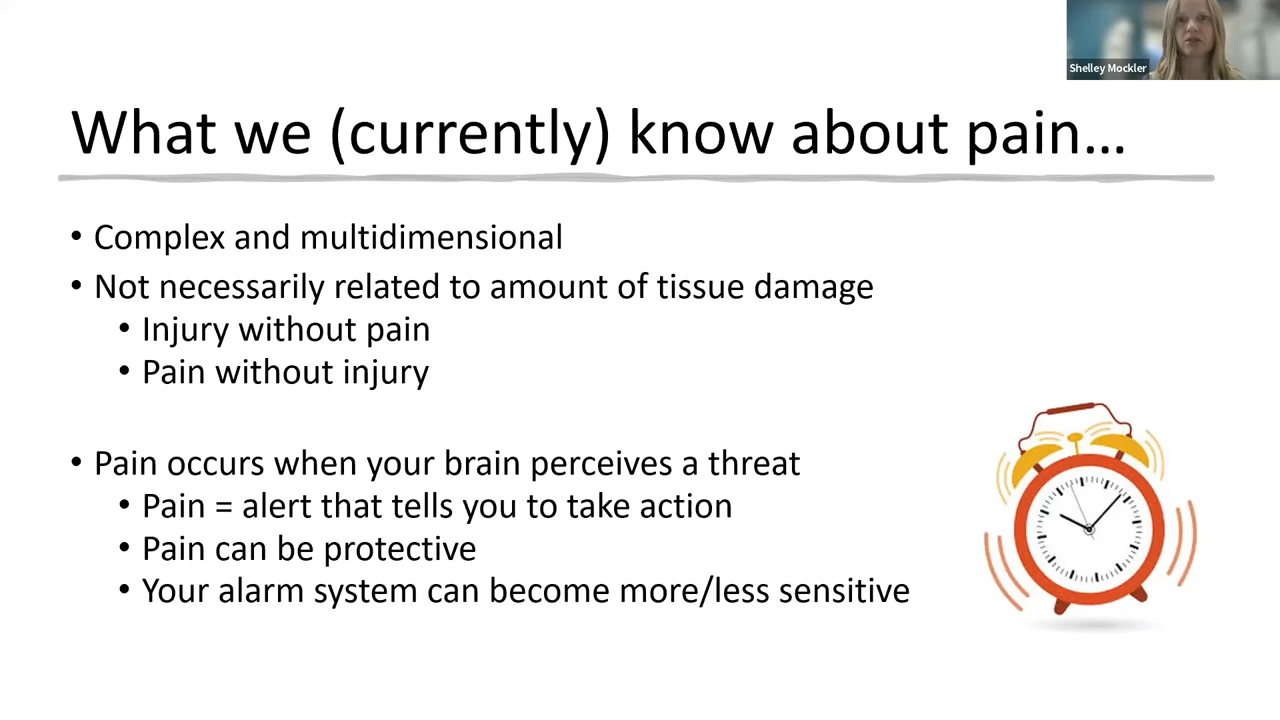 Shelley Mockler
What we (currently) know about pain...
• Complex and multidimensional
• Not necessarily related to amount of tissue damage
• Injury without pain
• Pain without injury
• Pain occurs when your brain perceives a threat
• Pain = alert that tells you to take action
• Pain can be protective
• Your alarm system can become more/less sensitive